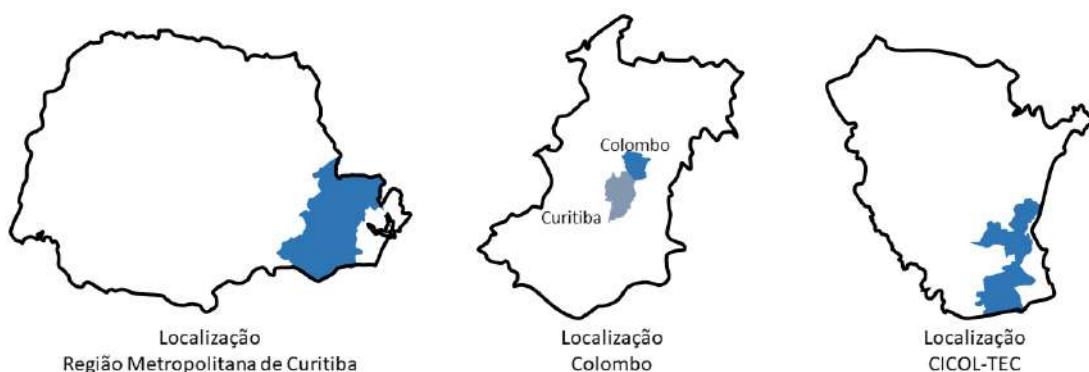 Colombo
Curitiba
Localização
Região Metropolitana de Curitiba
Localização
Colombo
Localização
CICOL-TEC